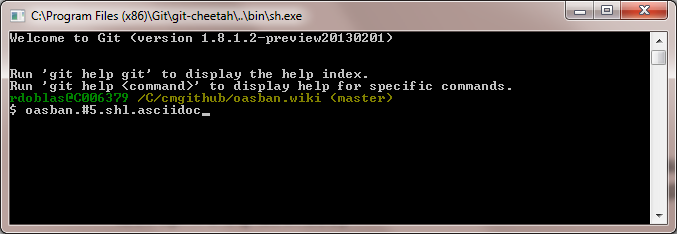 C:\Program Files (x86)\Git\git-cheetah\..\bin\sh.exe
Welcome to Git (version 1.8.1.2-preview20130201)
Run 'git help git' to display the help index.
Run 'git help <command>' to display help for specific commands.
rdoblas@C006379 /C/cmgithub/oasban.wiki (master)
$ oasban.#5.shl.asciidoc_